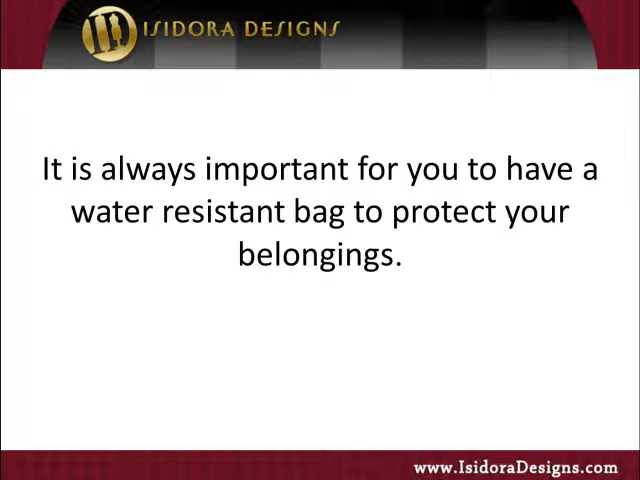 ISIDORA DESIGNS
It is always important for you to have a
water resistant bag to protect your
belongings.
www.IsidoraDesigns.com